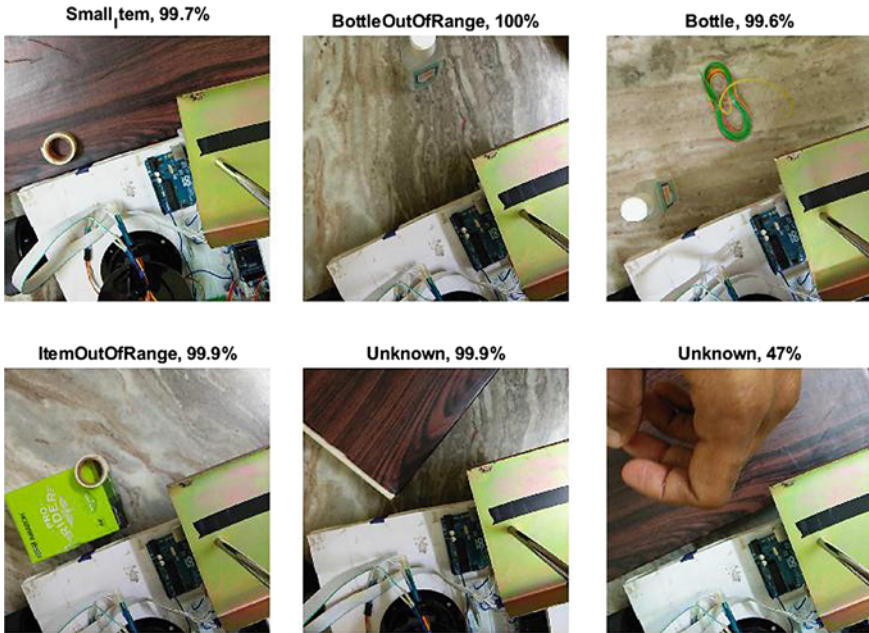 Small_Item, 99.7%
BottleOutOfRange, 100%
Bottle, 99.6%
ItemOutOfRange, 99.9%
Unknown, 99.9%
Unknown, 47%
PRO
RIDER